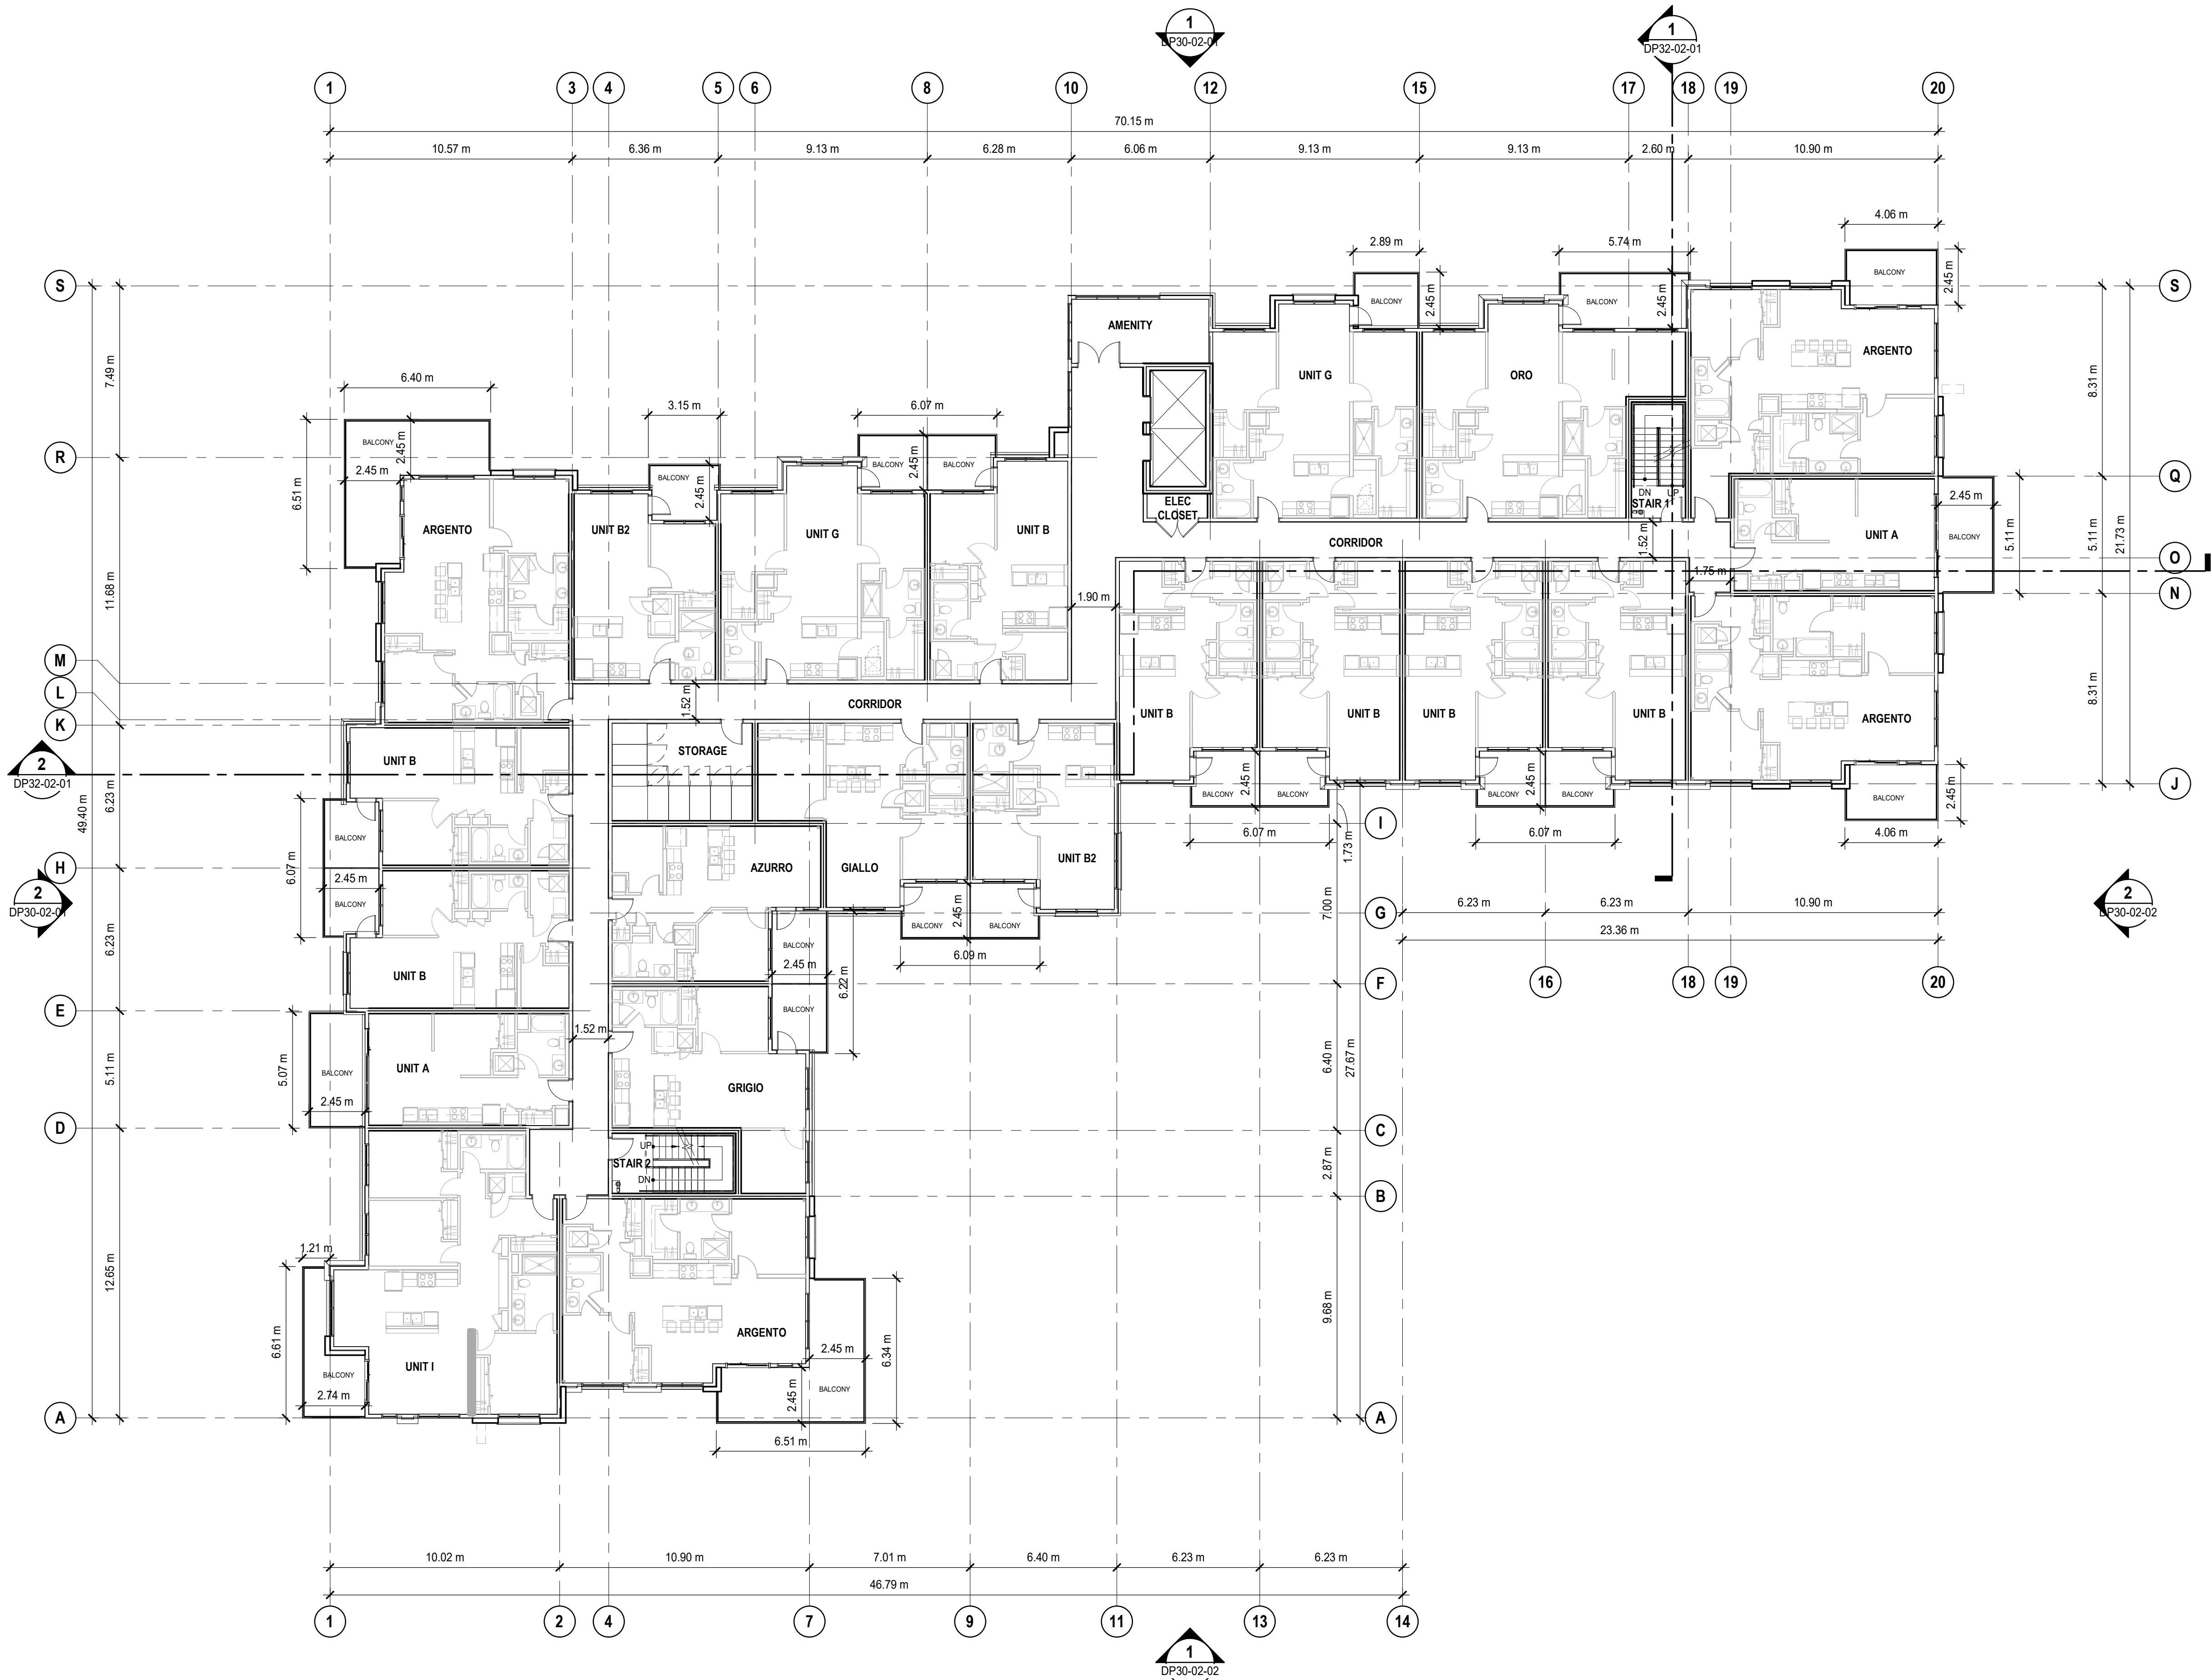 1
DP30-02-01
1
DP32-02-01
1 3 4 5 6 8 10 12 15 17 18 19 20
70.15 m
10.57 m 6.36 m 9.13 m 6.28 m 6.06 m 9.13 m 9.13 m 2.60 m 10.90 m
4.06 m
2.89 m 5.74 m
BALCONY 2.45 m
S BALCONY 2.45 m BALCONY 2.45 m S
AMENITY
7.49 m
UNIT G ORO ARGENTO
8.31 m
6.40 m
3.15 m 6.07 m
BALCONY 2.45 m
R
2.45 m
BALCONY 2.45 m
BALCONY BALCONY 2.45 m
Q
6.51 m
ELEC
CLOSET
DN UP
STAIR 1
2.45 m
ARGENTO UNIT B2 UNIT G UNIT B
CORRIDOR
1.52 m
UNIT A BALCONY
5.11 m 5.11 m 21.73 m
O
1.75 m
11.68 m
1.90 m
N
M
L
K
1.52 m
CORRIDOR
UNIT B UNIT B UNIT B UNIT B
ARGENTO
8.31 m
STORAGE
UNIT B
2
DP32-02-01
2.45 m 2.45 m
BALCONY BALCONY BALCONY BALCONY
BALCONY 2.45 m
J
49.40 m
6.23 m
I
6.07 m 6.07 m 4.06 m
1.73 m
BALCONY
6.07 m
H
2.45 m
BALCONY
AZURRO GIALLO UNIT B2
2
DP30-02-01
2
DP30-02-02
7.00 m
G
6.23 m 6.23 m 10.90 m
23.36 m
BALCONY 2.45 m BALCONY
6.09 m
6.23 m
UNIT B
BALCONY
2.45 m
6.22 m
F
16 18 19 20
E
BALCONY
1.52 m
5.07 m
5.11 m
UNIT A
BALCONY
2.45 m
GRIGIO
6.40 m
27.67 m
D
C
UP
STAIR 2
DN
2.87 m
B
1.21 m
12.65 m
6.61 m
9.68 m
ARGENTO
2.45 m
6.34 m
UNIT I
BALCONY
2.74 m
2.45 m
BALCONY
A A
6.51 m
10.02 m 10.90 m 7.01 m 6.40 m 6.23 m 6.23 m
46.79 m
1 2 4 7 9 11 13 14
1
DP30-02-02